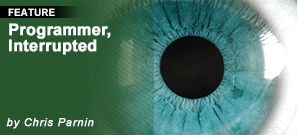 FEATURE
Programmer,
Interrupted
by Chris Parnin